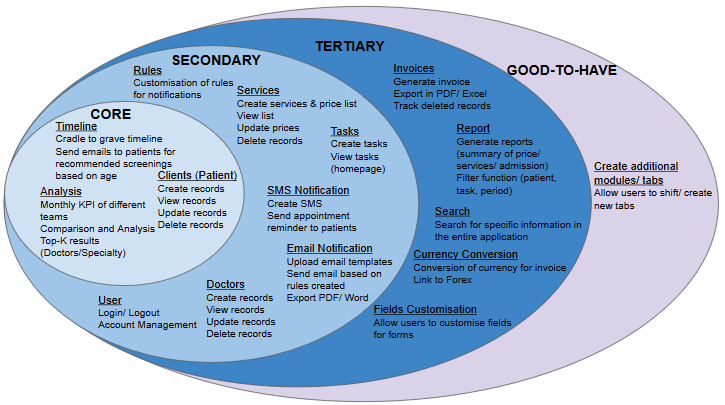 CORE
Timeline
Cradle to grave timeline
Send emails to patients for
recommended screenings
based on age
Clients (Patient)
Create records
View records
Update records
Delete records
Analysis
Monthly KPI of different
teams
Comparison and Analysis
Top-K results
(Doctors/Specialty)
SECONDARY
Rules
Customisation of rules
for notifications
Services
Create services & price list
View list
Update prices
Delete records
Tasks
Create tasks
View tasks
(homepage)
SMS Notification
Create SMS
Send appointment
reminder to patients
Email Notification
Upload email templates
Send email based on
rules created
Export PDF/ Word
Doctors
Create records
View records
Update records
Delete records
User
Login/ Logout
Account Management
TERTIARY
Invoices
Generate invoice
Export in PDF/ Excel
Track deleted records
Report
Generate reports
(summary of price/
services/ admission)
Filter function (patient,
task, period)
Search
Search for specific information in
the entire application
Currency Conversion
Conversion of currency for invoice
Link to Forex
Fields Customisation
Allow users to customise fields
for forms
GOOD-TO-HAVE
Create additional
modules/ tabs
Allow users to shift/ create
new tabs